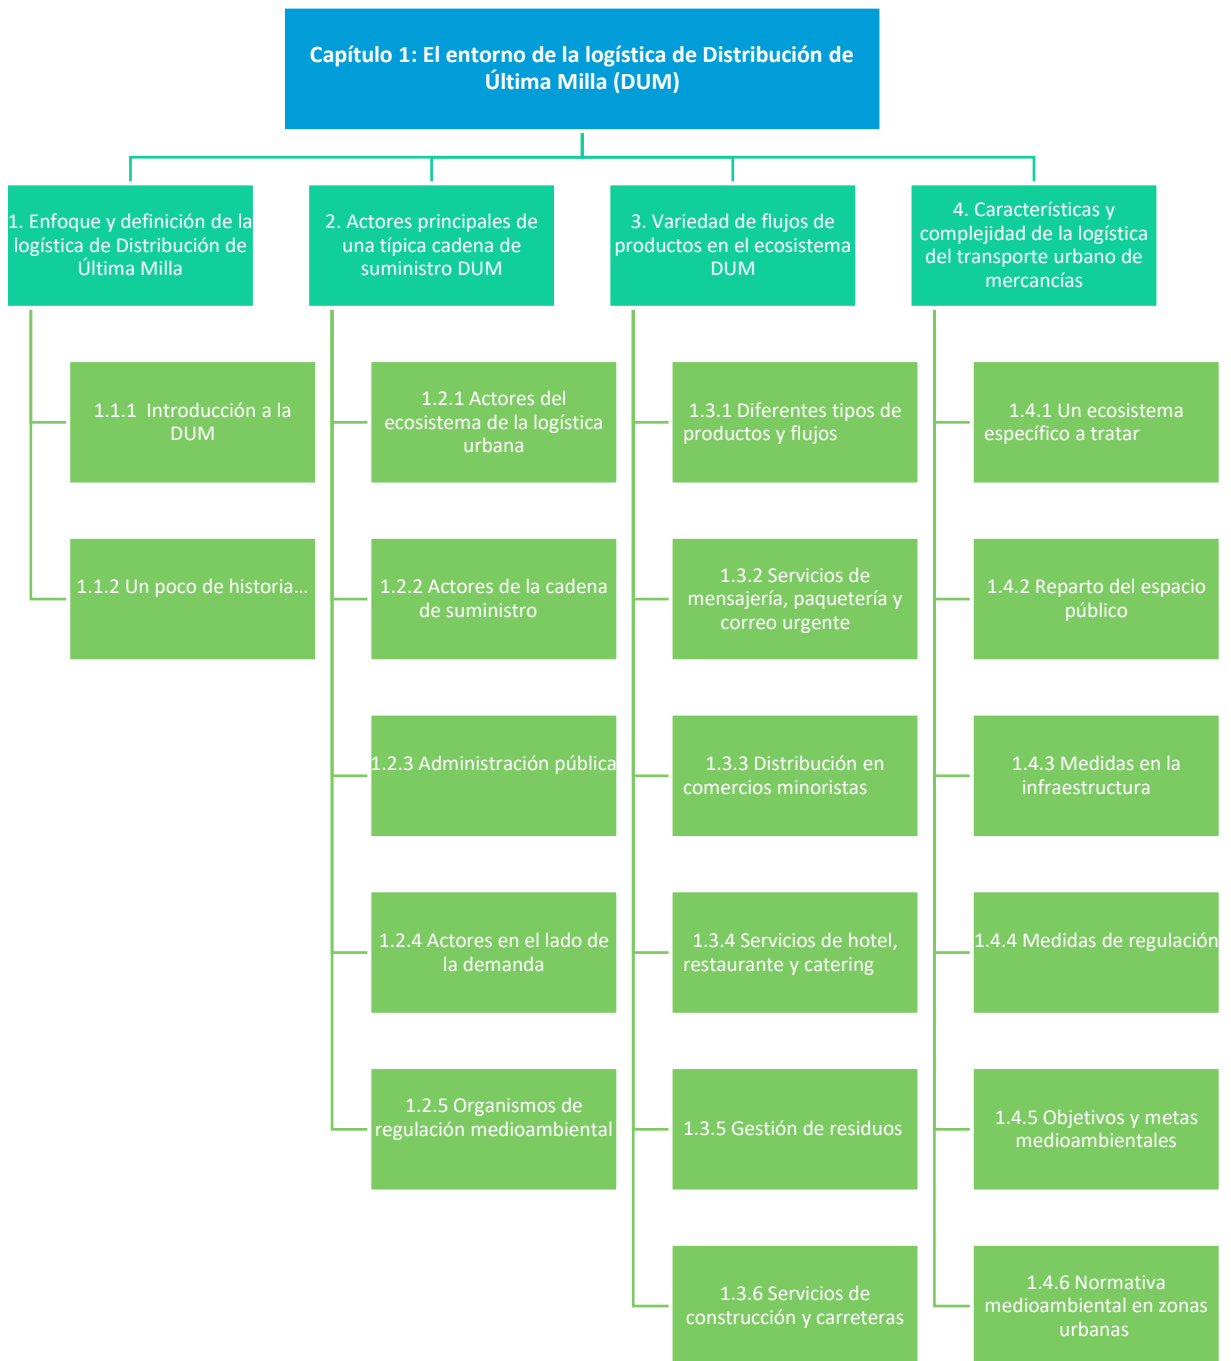 Capítulo 1: El entorno de la logística de Distribución de
Última Milla (DUM)
1. Enfoque y definición de la
logística de Distribución de
Última Milla
1.1.1 Introducción a la
DUM
1.1.2 Un poco de historia...
2. Actores principales de
una típica cadena de
suministro DUM
1.2.1 Actores del
ecosistema de la logística
urbana
1.2.2 Actores de la cadena
de suministro
1.2.3 Administración pública
1.2.4 Actores en el lado de
la demanda
1.2.5 Organismos de
regulación medioambiental
3. Variedad de flujos de
productos en el ecosistema
DUM
1.3.1 Diferentes tipos de
productos y flujos
1.3.2 Servicios de
mensajería, paquetería y
correo urgente
1.3.3 Distribución en
comercios minoristas
1.3.4 Servicios de hotel,
restaurante y catering
1.3.5 Gestión de residuos
1.3.6 Servicios de
construcción y carreteras
4. Características y
complejidad de la logística
del transporte urbano de
mercancías
1.4.1 Un ecosistema
específico a tratar
1.4.2 Reparto del espacio
público
1.4.3 Medidas en la
infraestructura
1.4.4 Medidas de regulación
1.4.5 Objetivos y metas
medioambientales
1.4.6 Normativa
medioambiental en zonas
urbanas